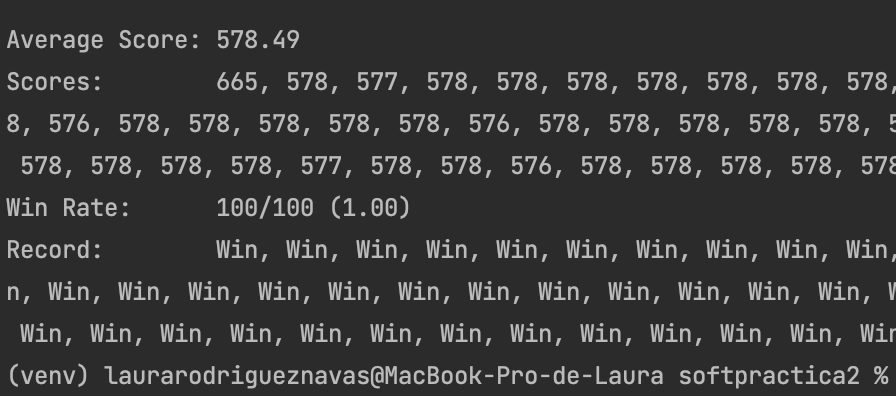 Average Score: 578.49
Scores:        665, 578, 577, 578, 578, 578, 578, 578, 578, 578,
8, 576, 578, 578, 578, 578, 578, 576, 578, 578, 578, 578, 578, 5
 578, 578, 578, 578, 577, 578, 578, 576, 578, 578, 578, 578, 578
Win Rate:      100/100 (1.00)
Record:        Win, Win, Win, Win, Win, Win, Win, Win, Win, Win,
n, Win, Win, Win, Win, Win, Win, Win, Win, Win, Win, Win, Win, W
 Win, Win, Win, Win, Win, Win, Win, Win, Win, Win, Win, Win, Win
(venv) laurarodrigueznavas@MacBook-Pro-de-Laura softpractica2 %